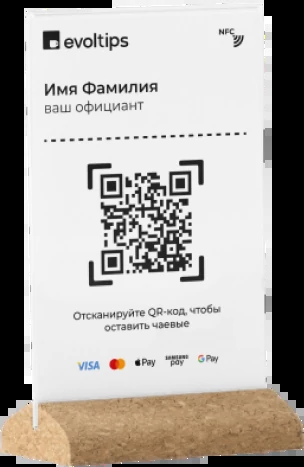 evoltips
NFC
Имя Фамилия
ваш официант
Отсканируйте QR-код, чтобы
оставить чаевые
VISA Pay SAMSUNG pay G Pay